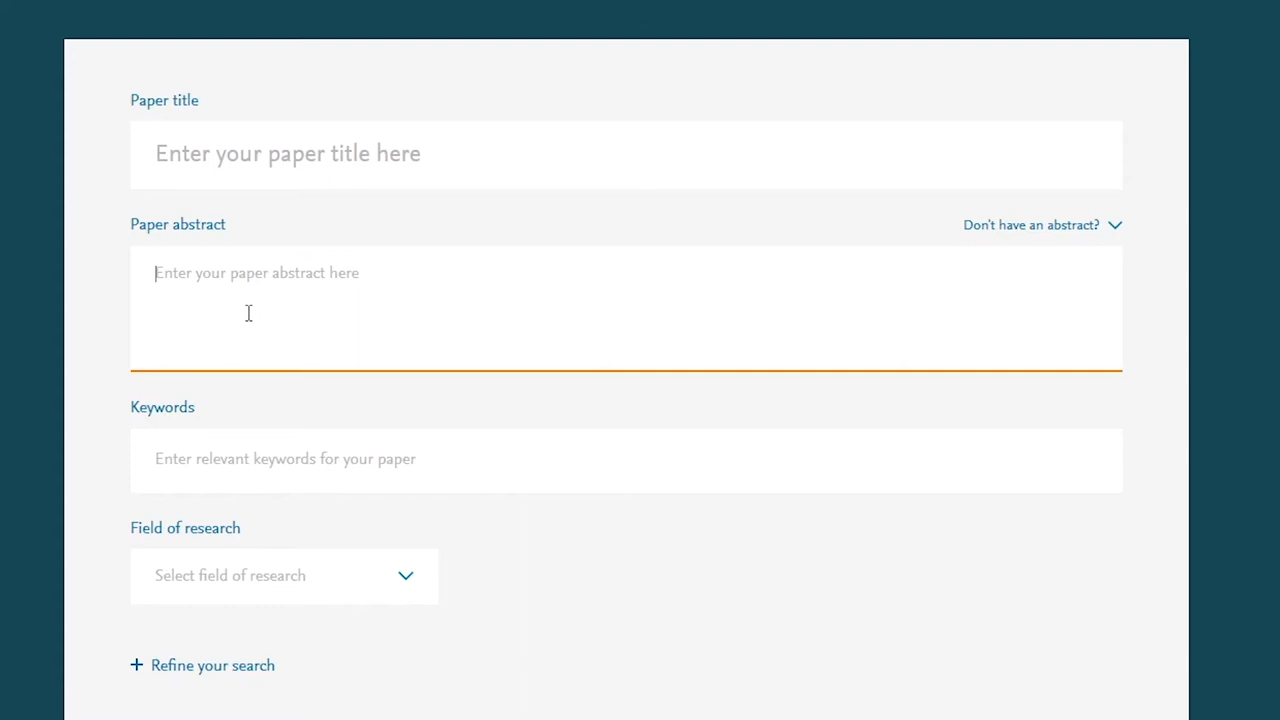 Paper title
Enter your paper title here
Paper abstract
Don't have an abstract?
Enter your paper abstract here
Keywords
Enter relevant keywords for your paper
Field of research
Select field of research
+ Refine your search